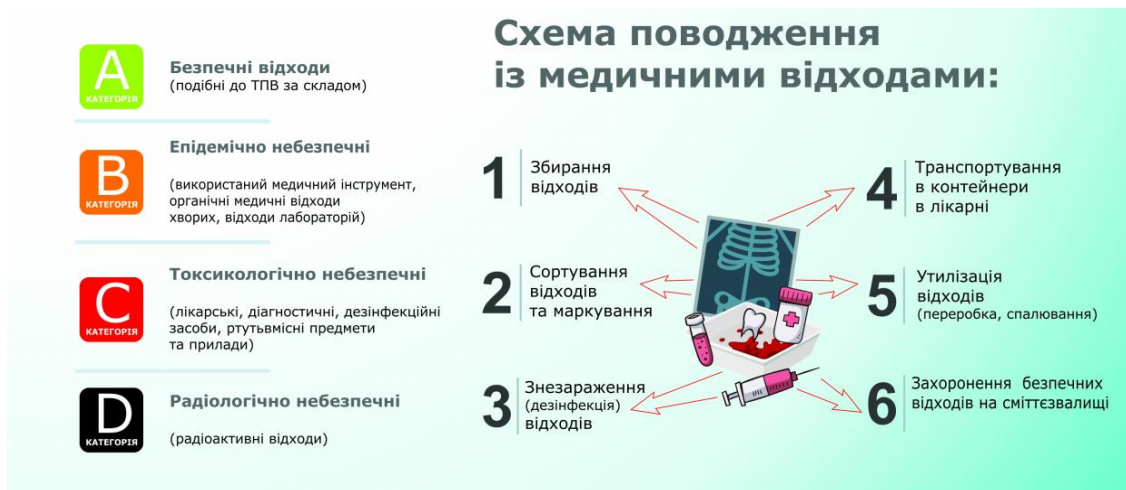 A
КАТЕГОРІЯ
Безпечні відходи
(подібні до ТПВ за складом)
B
КАТЕГОРІЯ
Епідемічно небезпечні
(використаний медичний інструмент,
органічні медичні відходи
хворих, відходи лабораторій)
C
КАТЕГОРІЯ
Токсикологічно небезпечні
(лікарські, діагностичні, дезінфекційні
засоби, ртутьвмісні предмети
та прилади)
D
КАТЕГОРІЯ
Радіологічно небезпечні
(радіоактивні відходи)
Схема поводження
із медичними відходами:
1
Збирання
відходів
2
Сортування
відходів
та маркування
3
Знезараження
(дезінфекція)
відходів
4
Транспортування
в контейнери
в лікарні
5
Утилізація
відходів
(переробка, спалювання)
6
Захоронення безпечних
відходів на сміттєзвалищі